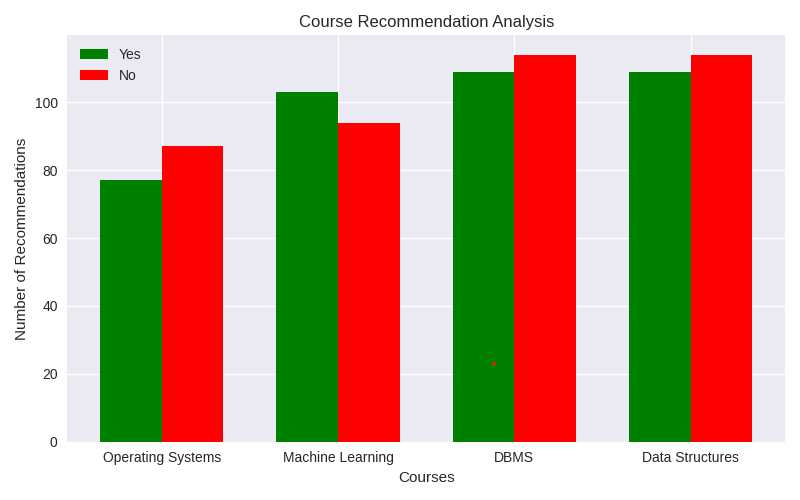 Course Recommendation Analysis
Yes
No
Number of Recommendations
100
80
60
40
20
0
Operating Systems
Machine Learning
DBMS
Data Structures
Courses